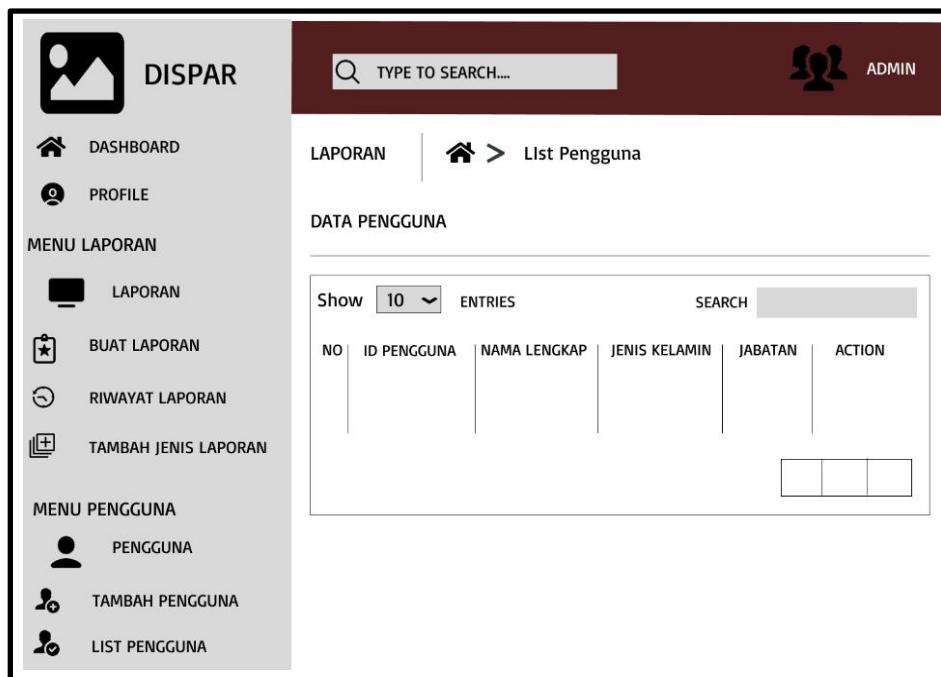 DISPAR
TYPE TO SEARCH....
ADMIN
DASHBOARD
PROFILE
MENU LAPORAN
LAPORAN
BUAT LAPORAN
RIWAYAT LAPORAN
TAMBAH JENIS LAPORAN
MENU PENGGUNA
PENGGUNA
TAMBAH PENGGUNA
LIST PENGGUNA
LAPORAN > LIst Pengguna
DATA PENGGUNA
Show 10 ENTRIES SEARCH
NO ID PENGGUNA NAMA LENGKAP JENIS KELAMIN JABATAN ACTION